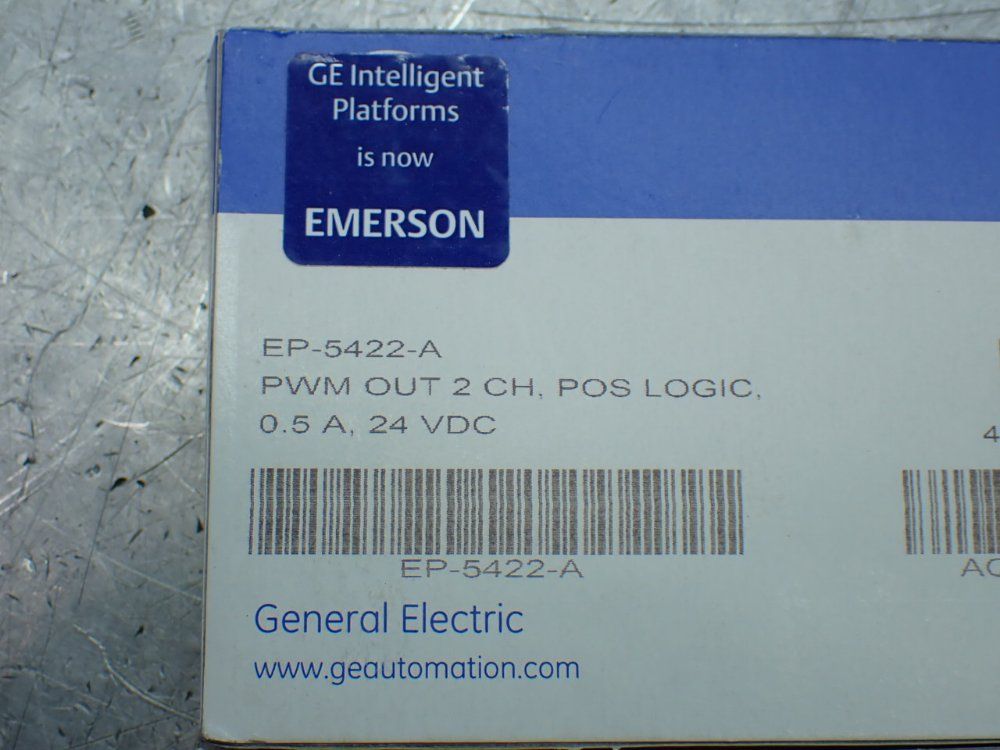 GE Intelligent
Platforms
is now
EMERSON
EP-5422-A
PWM OUT 2 CH, POS LOGIC,
0.5 A, 24 VDC
EP-5422-A
General Electric
www.geautomation.com
4